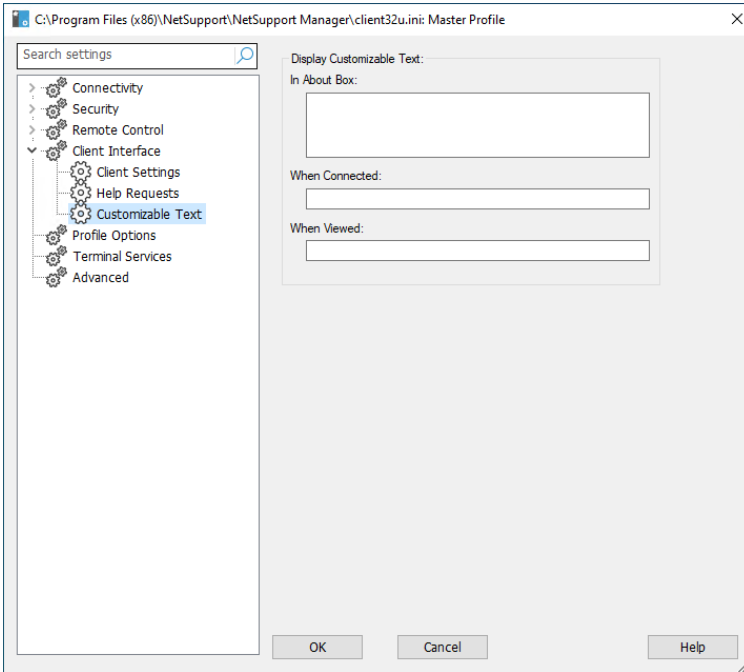 C:\Program Files (x86)\NetSupport\NetSupport Manager\client32u.ini: Master Profile
Search settings
Connectivity
Security
Remote Control
Client Interface
Client Settings
Help Requests
Customizable Text
Profile Options
Terminal Services
Advanced
Display Customizable Text:
In About Box:
When Connected:
When Viewed:
OK
Cancel
Help